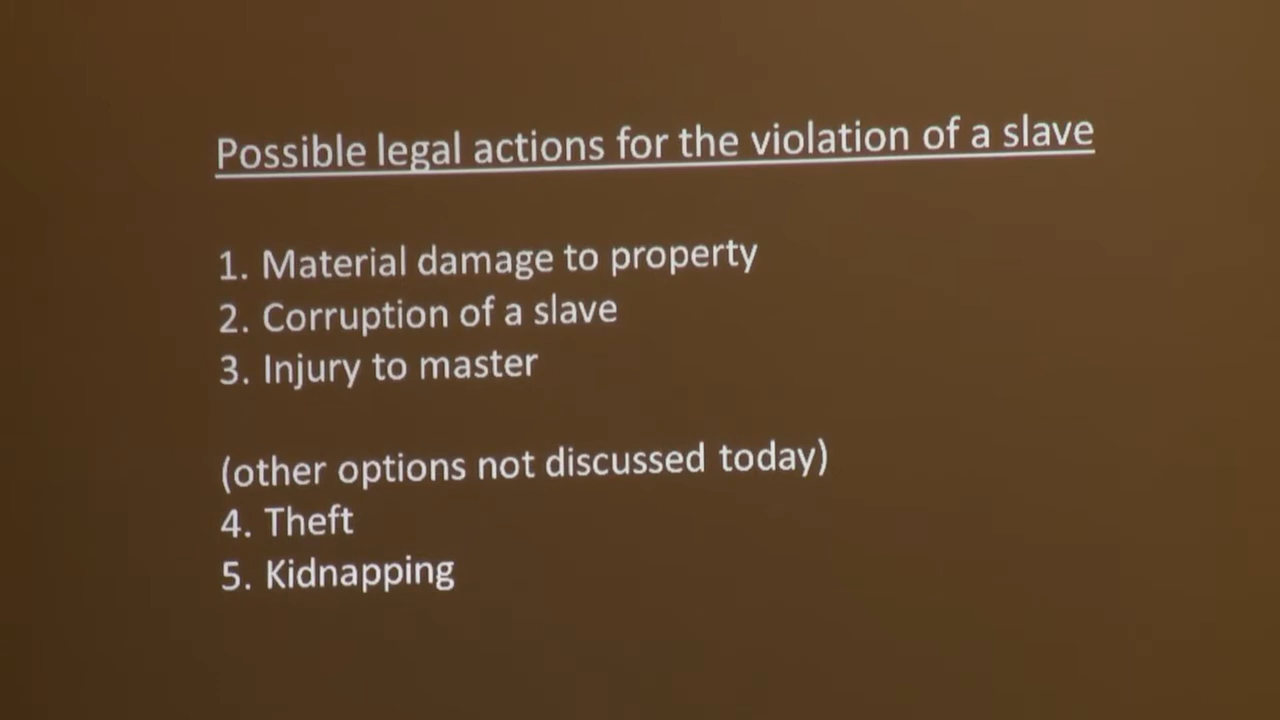 Possible legal actions for the violation of a slave
1. Material damage to property
2. Corruption of a slave
3. Injury to master
(other options not discussed today)
4. Theft
5. Kidnapping